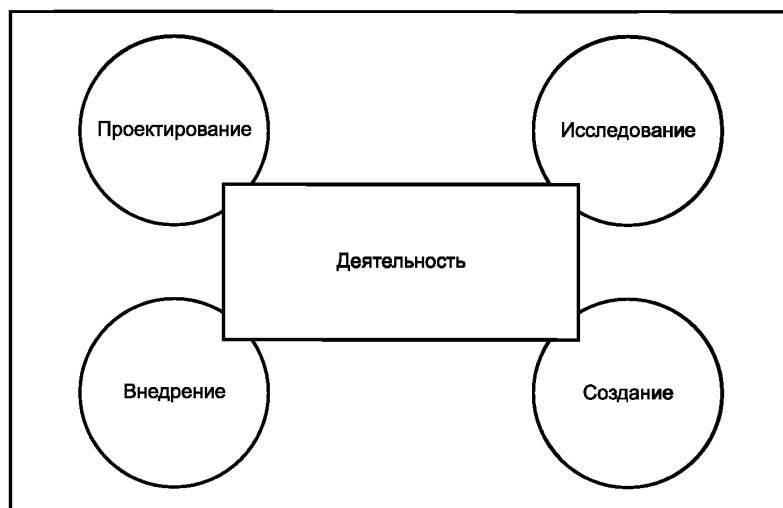 Проектирование
Исследование
Деятельность
Внедрение
Создание